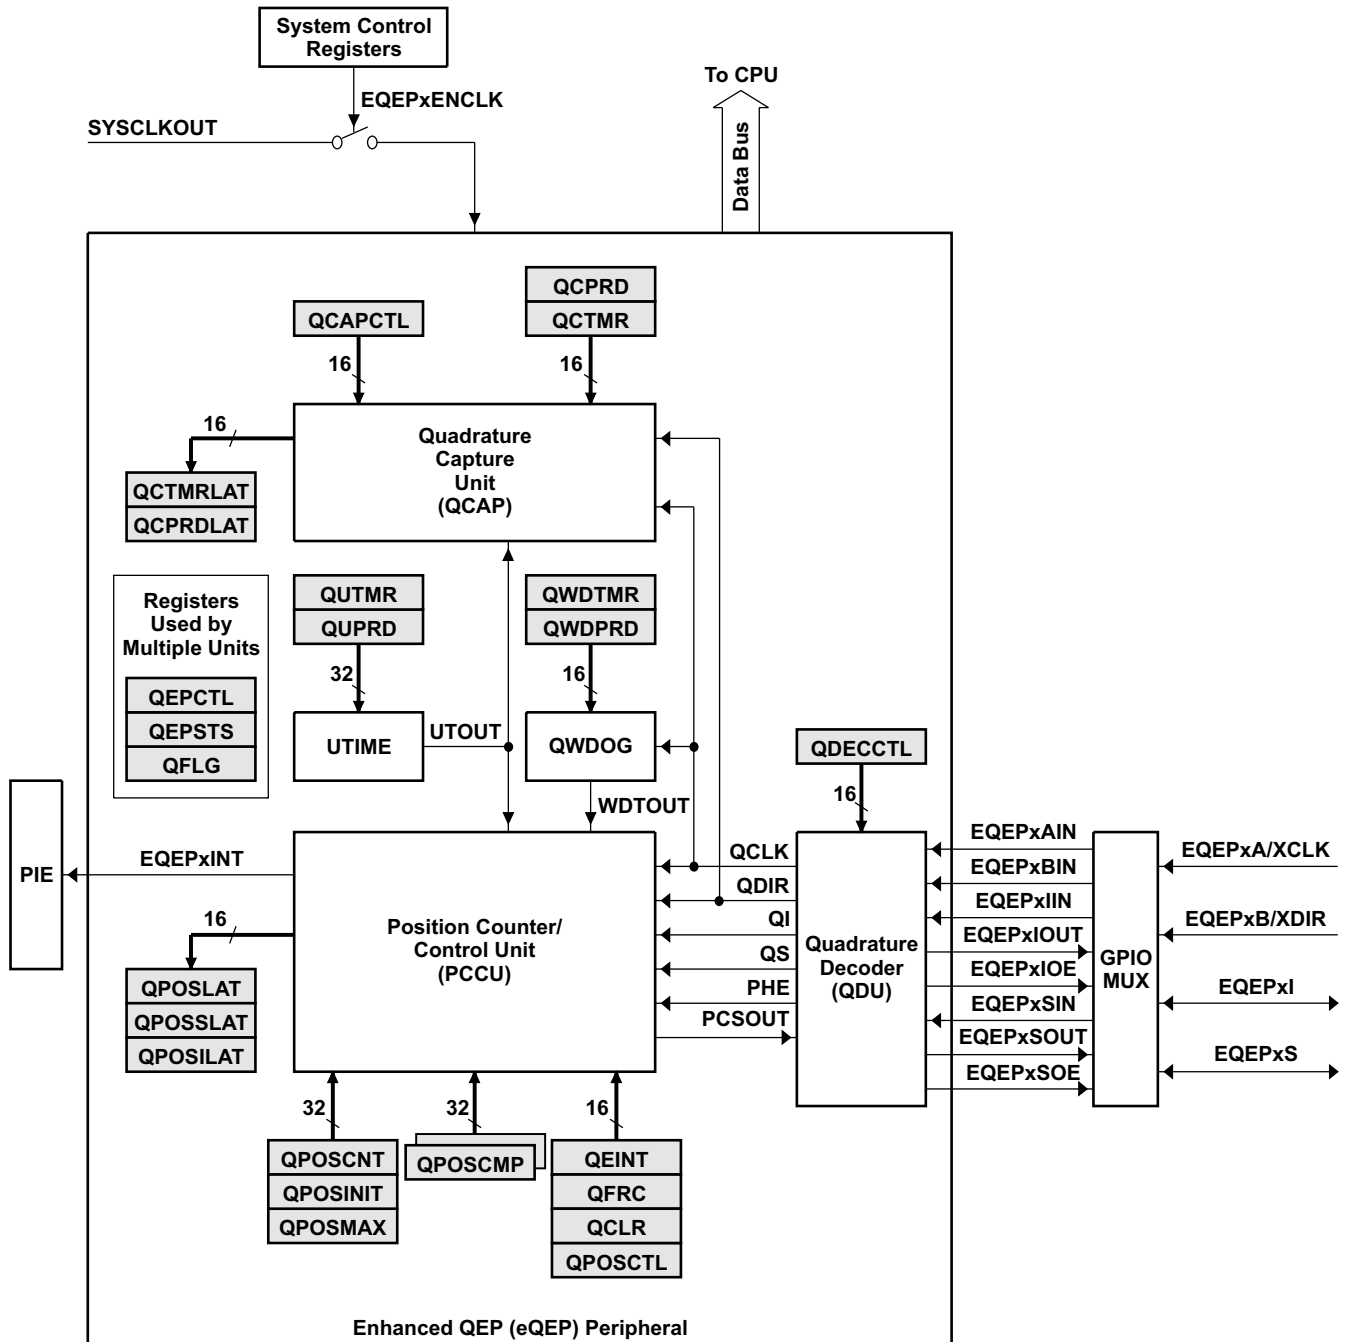 System Control
Registers
To CPU
EQEPxENCLK
SYSCLKOUT
Data Bus
QCPRD
QCAPCTL
QCTMR
16
16
16
Quadrature
Capture
Unit
(QCAP)
QCTMRLAT
QCPRDLAT
Registers
Used by
Multiple Units
QUTMR
QUPRD
QWDTMR
QWDPRD
32
16
QEPCTL
QEPSTS
QFLG
UTIME
UTOUT
QWDOG
QDECCTL
WDTOUT
16
PIE
EQEPxINT
16
Position Counter/
Control Unit
(PCCU)
QCLK
QDIR
QI
QS
PHE
PCSOUT
Quadrature
Decoder
(QDU)
EQEPxAIN
EQEPxBIN
EQEPxIIN
EQEPxIOUT
EQEPxIOE
EQEPxSIN
EQEPxSOUT
EQEPxSOE
GPIO
MUX
EQEPxA/XCLK
EQEPxB/XDIR
EQEPxI
EQEPxS
QPOSLAT
QPOSSLAT
QPOSILAT
32
32
16
QPOSCNT
QPOSINIT
QPOSMAX
QPOSCMP
QEINT
QFRC
QCLR
QPOSCTL
Enhanced QEP (eQEP) Peripheral